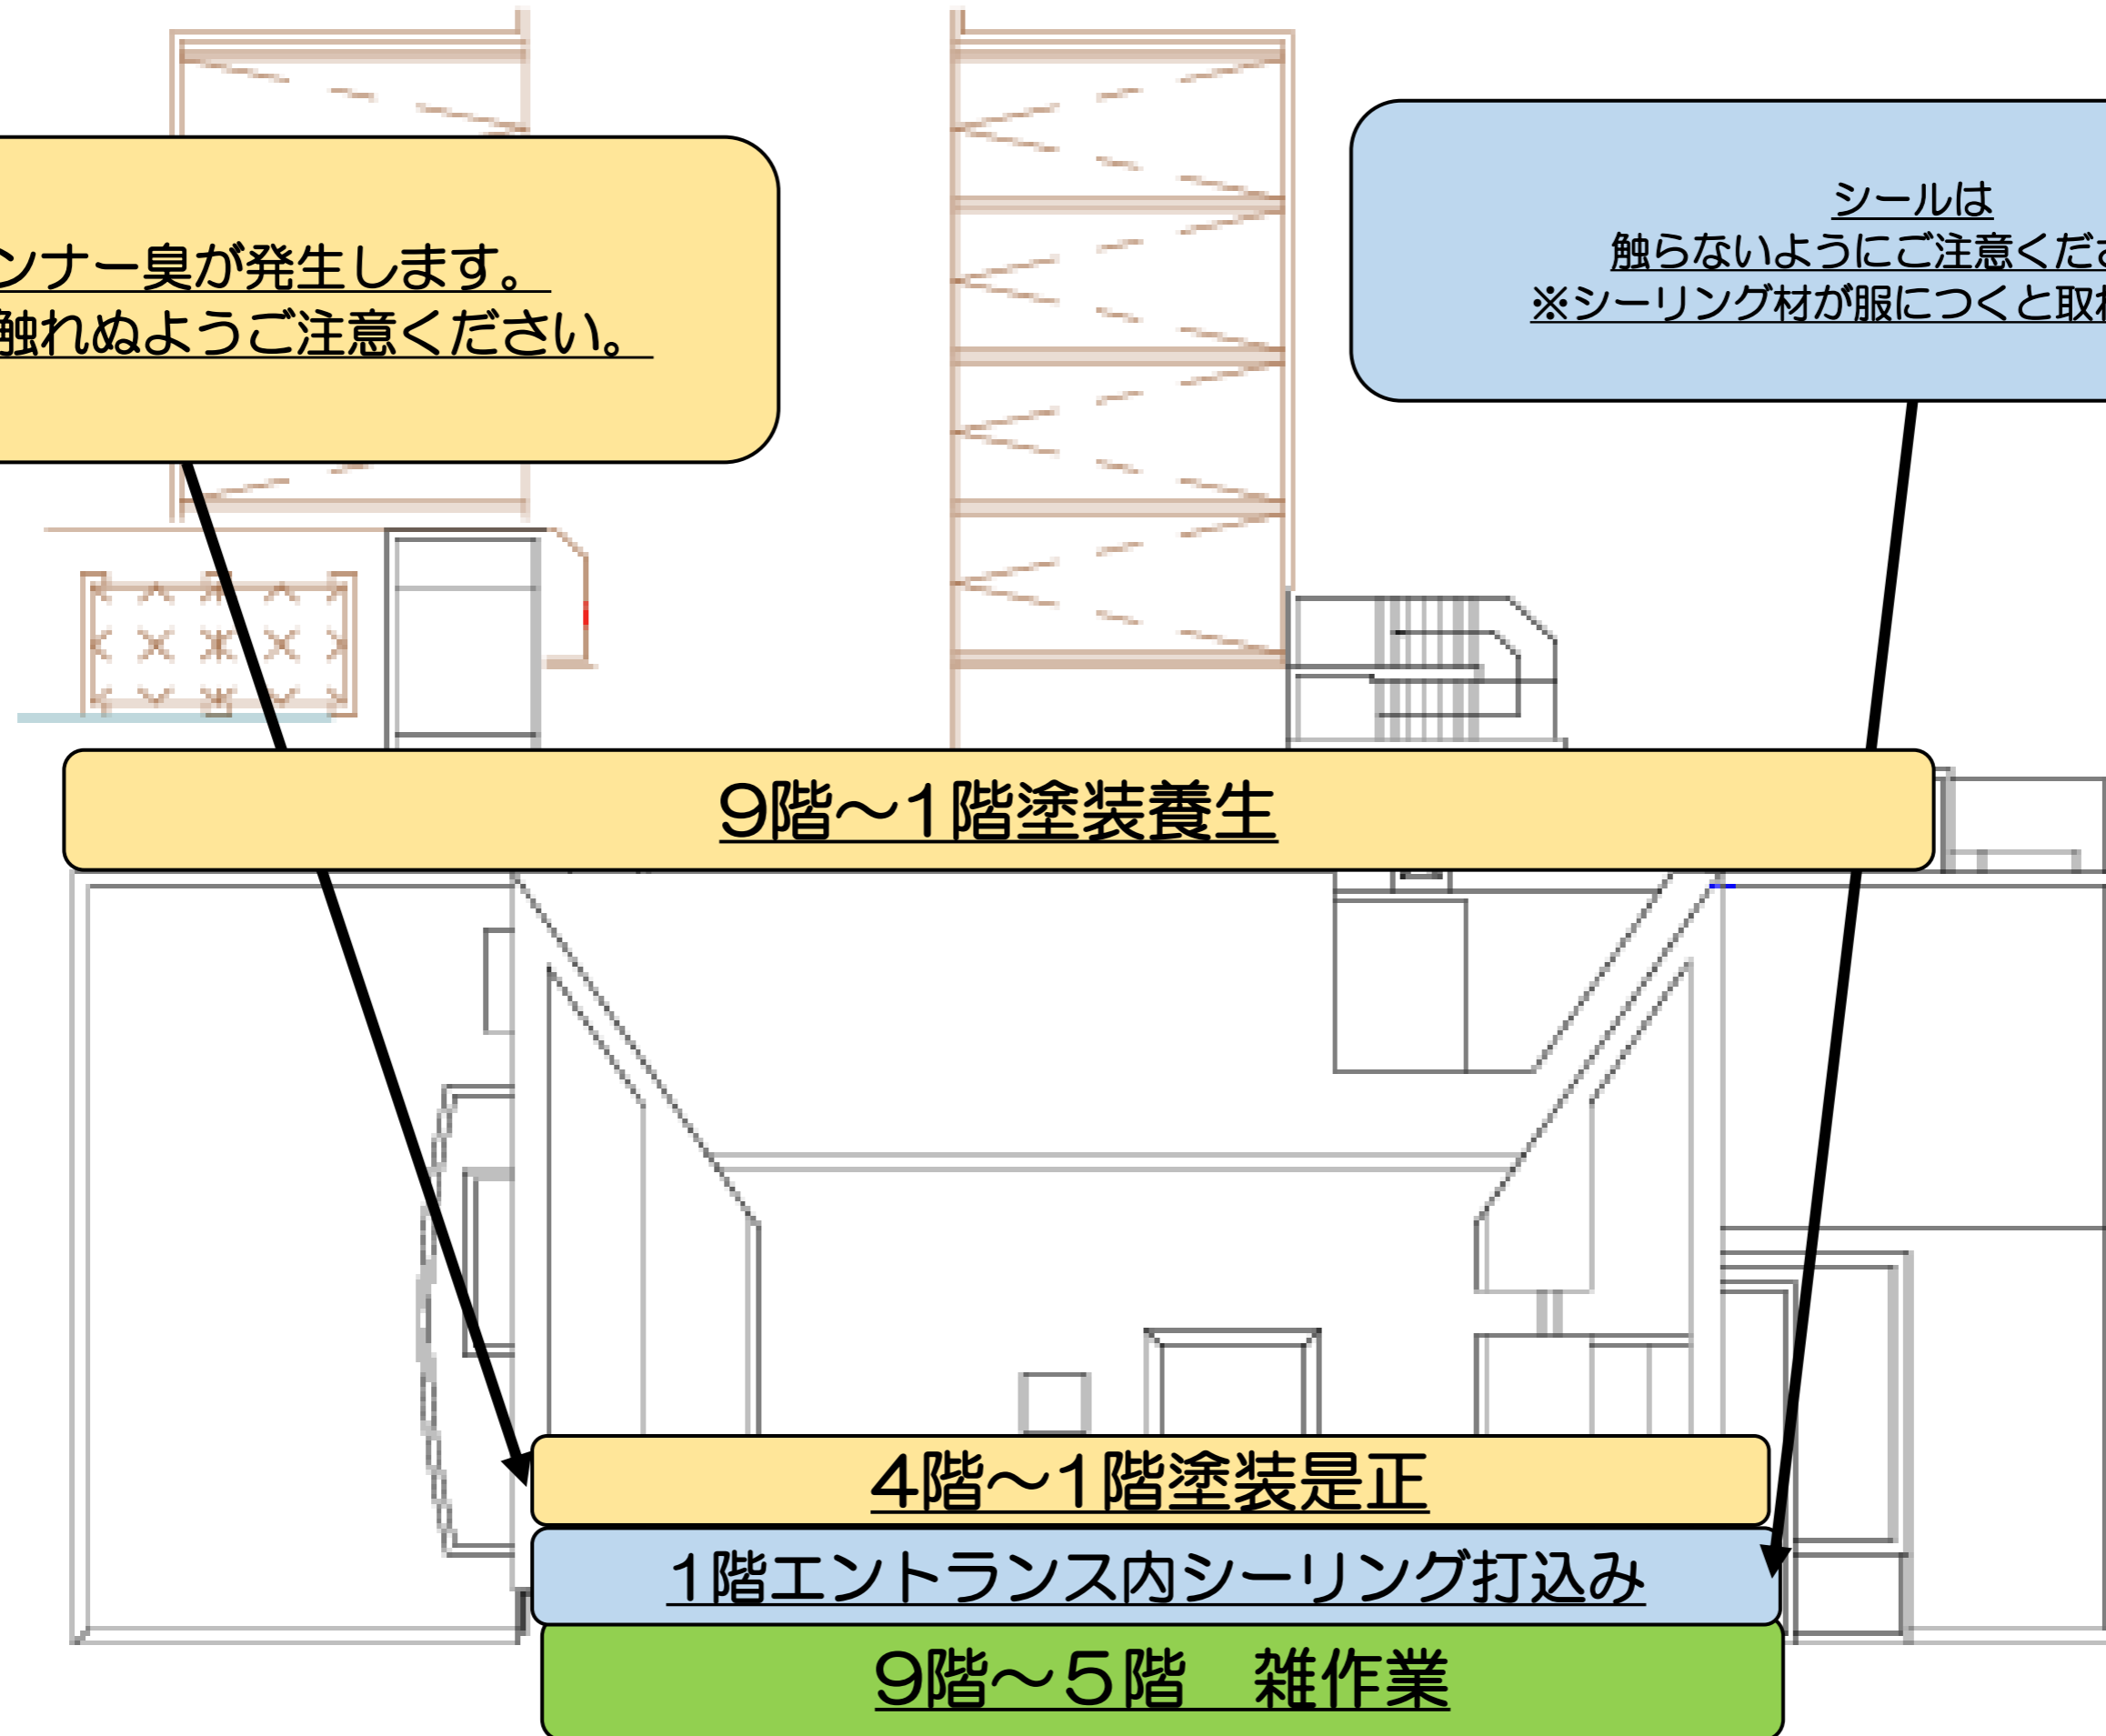 ンナー臭が発生します。
触れぬようご注意ください。
シールは
触らないようにご注意くだ
※シーリング材が服につくと取
9階～1階塗装養生
4階～1階塗装是正
1階エントランス内シーリング打込み
9階～5階　雑作業